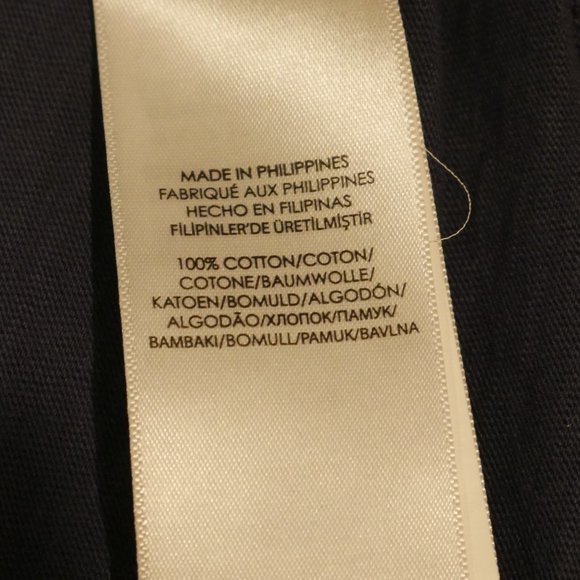 MADE IN PHILIPPINES
FABRIQUÉ AUX PHILIPPINES
HECHO EN FILIPINAS
FİLİPİNLER'DE ÜRETİLMİŞTİR
100% COTTON/COTON/
COTONE/BAUMWOLLE/
KATOEN/BOMULD/ALGODÓN/
ALGODÃO/ХЛОПОК/ПАМУК/
BAMBAKI/BOMULL/PAMUK/BAVLNA